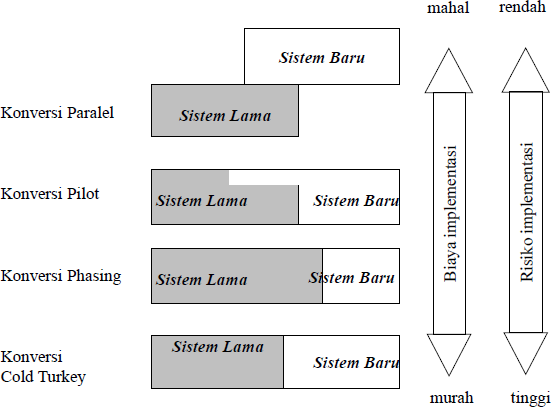 mahal
rendah
Sistem Baru
Konversi Paralel
Sistem Lama
Konversi Pilot
Sistem Lama
Sistem Baru
Konversi Phasing
Sistem Lama
Sistem Baru
Konversi
Cold Turkey
Sistem Lama
Sistem Baru
Biaya implementasi
Risiko implementasi
murah
tinggi